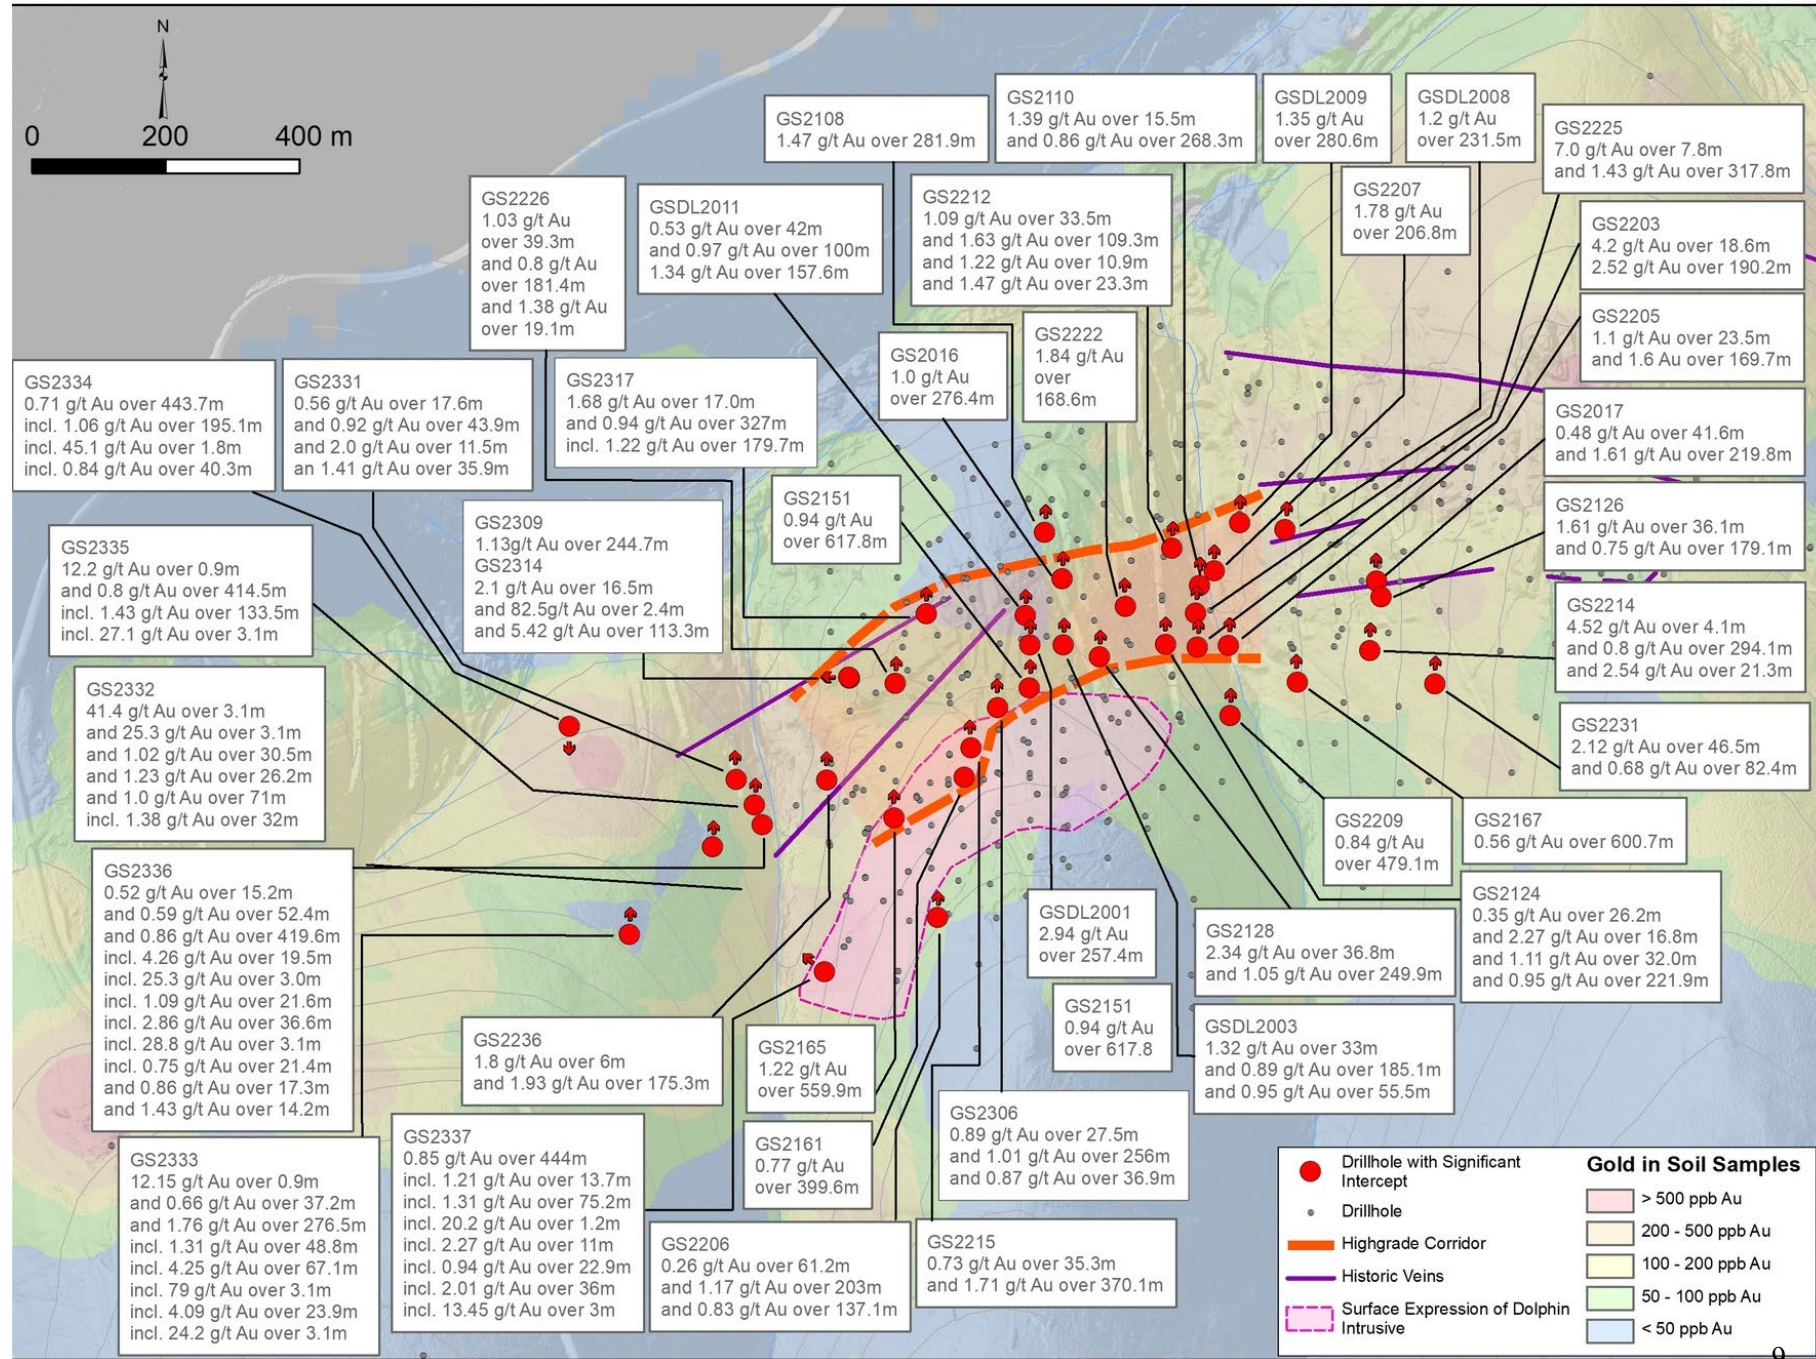 N
0 200 400 m
GS2108
1.47 g/t Au over 281.9m
GS2110
1.39 g/t Au over 15.5m
and 0.86 g/t Au over 268.3m
GSDL2009
1.35 g/t Au
over 280.6m
GSDL2008
1.2 g/t Au
over 231.5m
GS2225
7.0 g/t Au over 7.8m
and 1.43 g/t Au over 317.8m
GS2226
1.03 g/t Au
over 39.3m
and 0.8 g/t Au
over 181.4m
and 1.38 g/t Au
over 19.1m
GSDL2011
0.53 g/t Au over 42m
and 0.97 g/t Au over 100m
1.34 g/t Au over 157.6m
GS2212
1.09 g/t Au over 33.5m
and 1.63 g/t Au over 109.3m
and 1.22 g/t Au over 10.9m
and 1.47 g/t Au over 23.3m
GS2207
1.78 g/t Au
over 206.8m
GS2203
4.2 g/t Au over 18.6m
2.52 g/t Au over 190.2m
GS2205
1.1 g/t Au over 23.5m
and 1.6 Au over 169.7m
GS2016
1.0 g/t Au
over 276.4m
GS2222
1.84 g/t Au
over
168.6m
GS2334
0.71 g/t Au over 443.7m
incl. 1.06 g/t Au over 195.1m
incl. 45.1 g/t Au over 1.8m
incl. 0.84 g/t Au over 40.3m
GS2331
0.56 g/t Au over 17.6m
and 0.92 g/t Au over 43.9m
and 2.0 g/t Au over 11.5m
an 1.41 g/t Au over 35.9m
GS2317
1.68 g/t Au over 17.0m
and 0.94 g/t Au over 327m
incl. 1.22 g/t Au over 179.7m
GS2017
0.48 g/t Au over 41.6m
and 1.61 g/t Au over 219.8m
GS2151
0.94 g/t Au
over 617.8m
GS2126
1.61 g/t Au over 36.1m
and 0.75 g/t Au over 179.1m
GS2309
1.13g/t Au over 244.7m
GS2314
2.1 g/t Au over 16.5m
and 82.5g/t Au over 2.4m
and 5.42 g/t Au over 113.3m
GS2335
12.2 g/t Au over 0.9m
and 0.8 g/t Au over 414.5m
incl. 1.43 g/t Au over 133.5m
incl. 27.1 g/t Au over 3.1m
GS2214
4.52 g/t Au over 4.1m
and 0.8 g/t Au over 294.1m
and 2.54 g/t Au over 21.3m
GS2332
41.4 g/t Au over 3.1m
and 25.3 g/t Au over 3.1m
and 1.02 g/t Au over 30.5m
and 1.23 g/t Au over 26.2m
and 1.0 g/t Au over 71m
incl. 1.38 g/t Au over 32m
GS2231
2.12 g/t Au over 46.5m
and 0.68 g/t Au over 82.4m
GS2209
0.84 g/t Au
over 479.1m
GS2167
0.56 g/t Au over 600.7m
GS2336
0.52 g/t Au over 15.2m
and 0.59 g/t Au over 52.4m
and 0.86 g/t Au over 419.6m
incl. 4.26 g/t Au over 19.5m
incl. 25.3 g/t Au over 3.0m
incl. 1.09 g/t Au over 21.6m
incl. 2.86 g/t Au over 36.6m
incl. 28.8 g/t Au over 3.1m
incl. 0.75 g/t Au over 21.4m
and 0.86 g/t Au over 17.3m
and 1.43 g/t Au over 14.2m
GSDL2001
2.94 g/t Au
over 257.4m
GS2128
2.34 g/t Au over 36.8m
and 1.05 g/t Au over 249.9m
GS2124
0.35 g/t Au over 26.2m
and 2.27 g/t Au over 16.8m
and 1.11 g/t Au over 32.0m
and 0.95 g/t Au over 221.9m
GS2151
0.94 g/t Au
over 617.8
GSDL2003
1.32 g/t Au over 33m
and 0.89 g/t Au over 185.1m
and 0.95 g/t Au over 55.5m
GS2236
1.8 g/t Au over 6m
and 1.93 g/t Au over 175.3m
GS2165
1.22 g/t Au
over 559.9m
GS2306
0.89 g/t Au over 27.5m
and 1.01 g/t Au over 256m
and 0.87 g/t Au over 36.9m
GS2161
0.77 g/t Au
over 399.6m
GS2333
12.15 g/t Au over 0.9m
and 0.66 g/t Au over 37.2m
and 1.76 g/t Au over 276.5m
incl. 1.31 g/t Au over 48.8m
incl. 4.25 g/t Au over 67.1m
incl. 79 g/t Au over 3.1m
incl. 4.09 g/t Au over 23.9m
incl. 24.2 g/t Au over 3.1m
GS2337
0.85 g/t Au over 444m
incl. 1.21 g/t Au over 13.7m
incl. 1.31 g/t Au over 75.2m
incl. 20.2 g/t Au over 1.2m
incl. 2.27 g/t Au over 11m
incl. 0.94 g/t Au over 22.9m
incl. 2.01 g/t Au over 36m
incl. 13.45 g/t Au over 3m
GS2206
0.26 g/t Au over 61.2m
and 1.17 g/t Au over 203m
and 0.83 g/t Au over 137.1m
GS2215
0.73 g/t Au over 35.3m
and 1.71 g/t Au over 370.1m
Drillhole with Significant
Intercept
Drillhole
Highgrade Corridor
Historic Veins
Surface Expression of Dolphin
Intrusive
Gold in Soil Samples
> 500 ppb Au
200 - 500 ppb Au
100 - 200 ppb Au
50 - 100 ppb Au
< 50 ppb Au
9